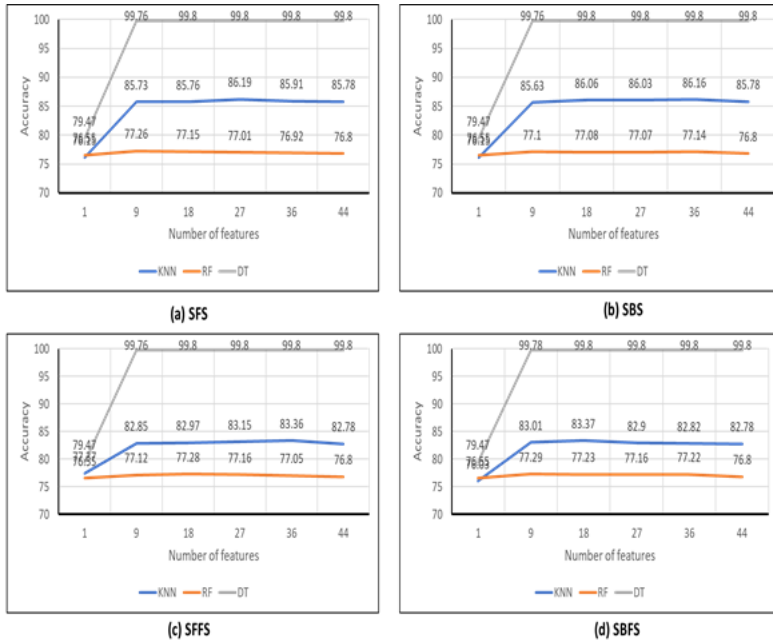 100
95
90
85
80
75
70
Accuracy
99.76 99.8 99.8 99.8 99.8
85.73 85.76 86.19 85.91 85.78
79.47
76.55
77.26 77.15 77.01 76.92 76.8
1 9 18 27 36 44
Number of features
KNN RF DT
(a) SFS
100
95
90
85
80
75
70
Accuracy
99.76 99.8 99.8 99.8 99.8
85.63 86.06 86.03 86.16 85.78
79.47
76.55
77.1 77.08 77.07 77.14 76.8
1 9 18 27 36 44
Number of features
KNN RF DT
(b) SBS
100
95
90
85
80
75
70
Accuracy
99.76 99.8 99.8 99.8 99.8
82.85 82.97 83.15 83.36 82.78
79.47
76.55
77.12 77.28 77.16 77.05 76.8
1 9 18 27 36 44
Number of features
KNN RF DT
(c) SFFS
100
95
90
85
80
75
70
Accuracy
99.78 99.8 99.8 99.8 99.8
83.01 83.37 82.9 82.82 82.78
79.47
76.55
77.29 77.23 77.16 77.22 76.8
1 9 18 27 36 44
Number of features
KNN RF DT
(d) SBFS